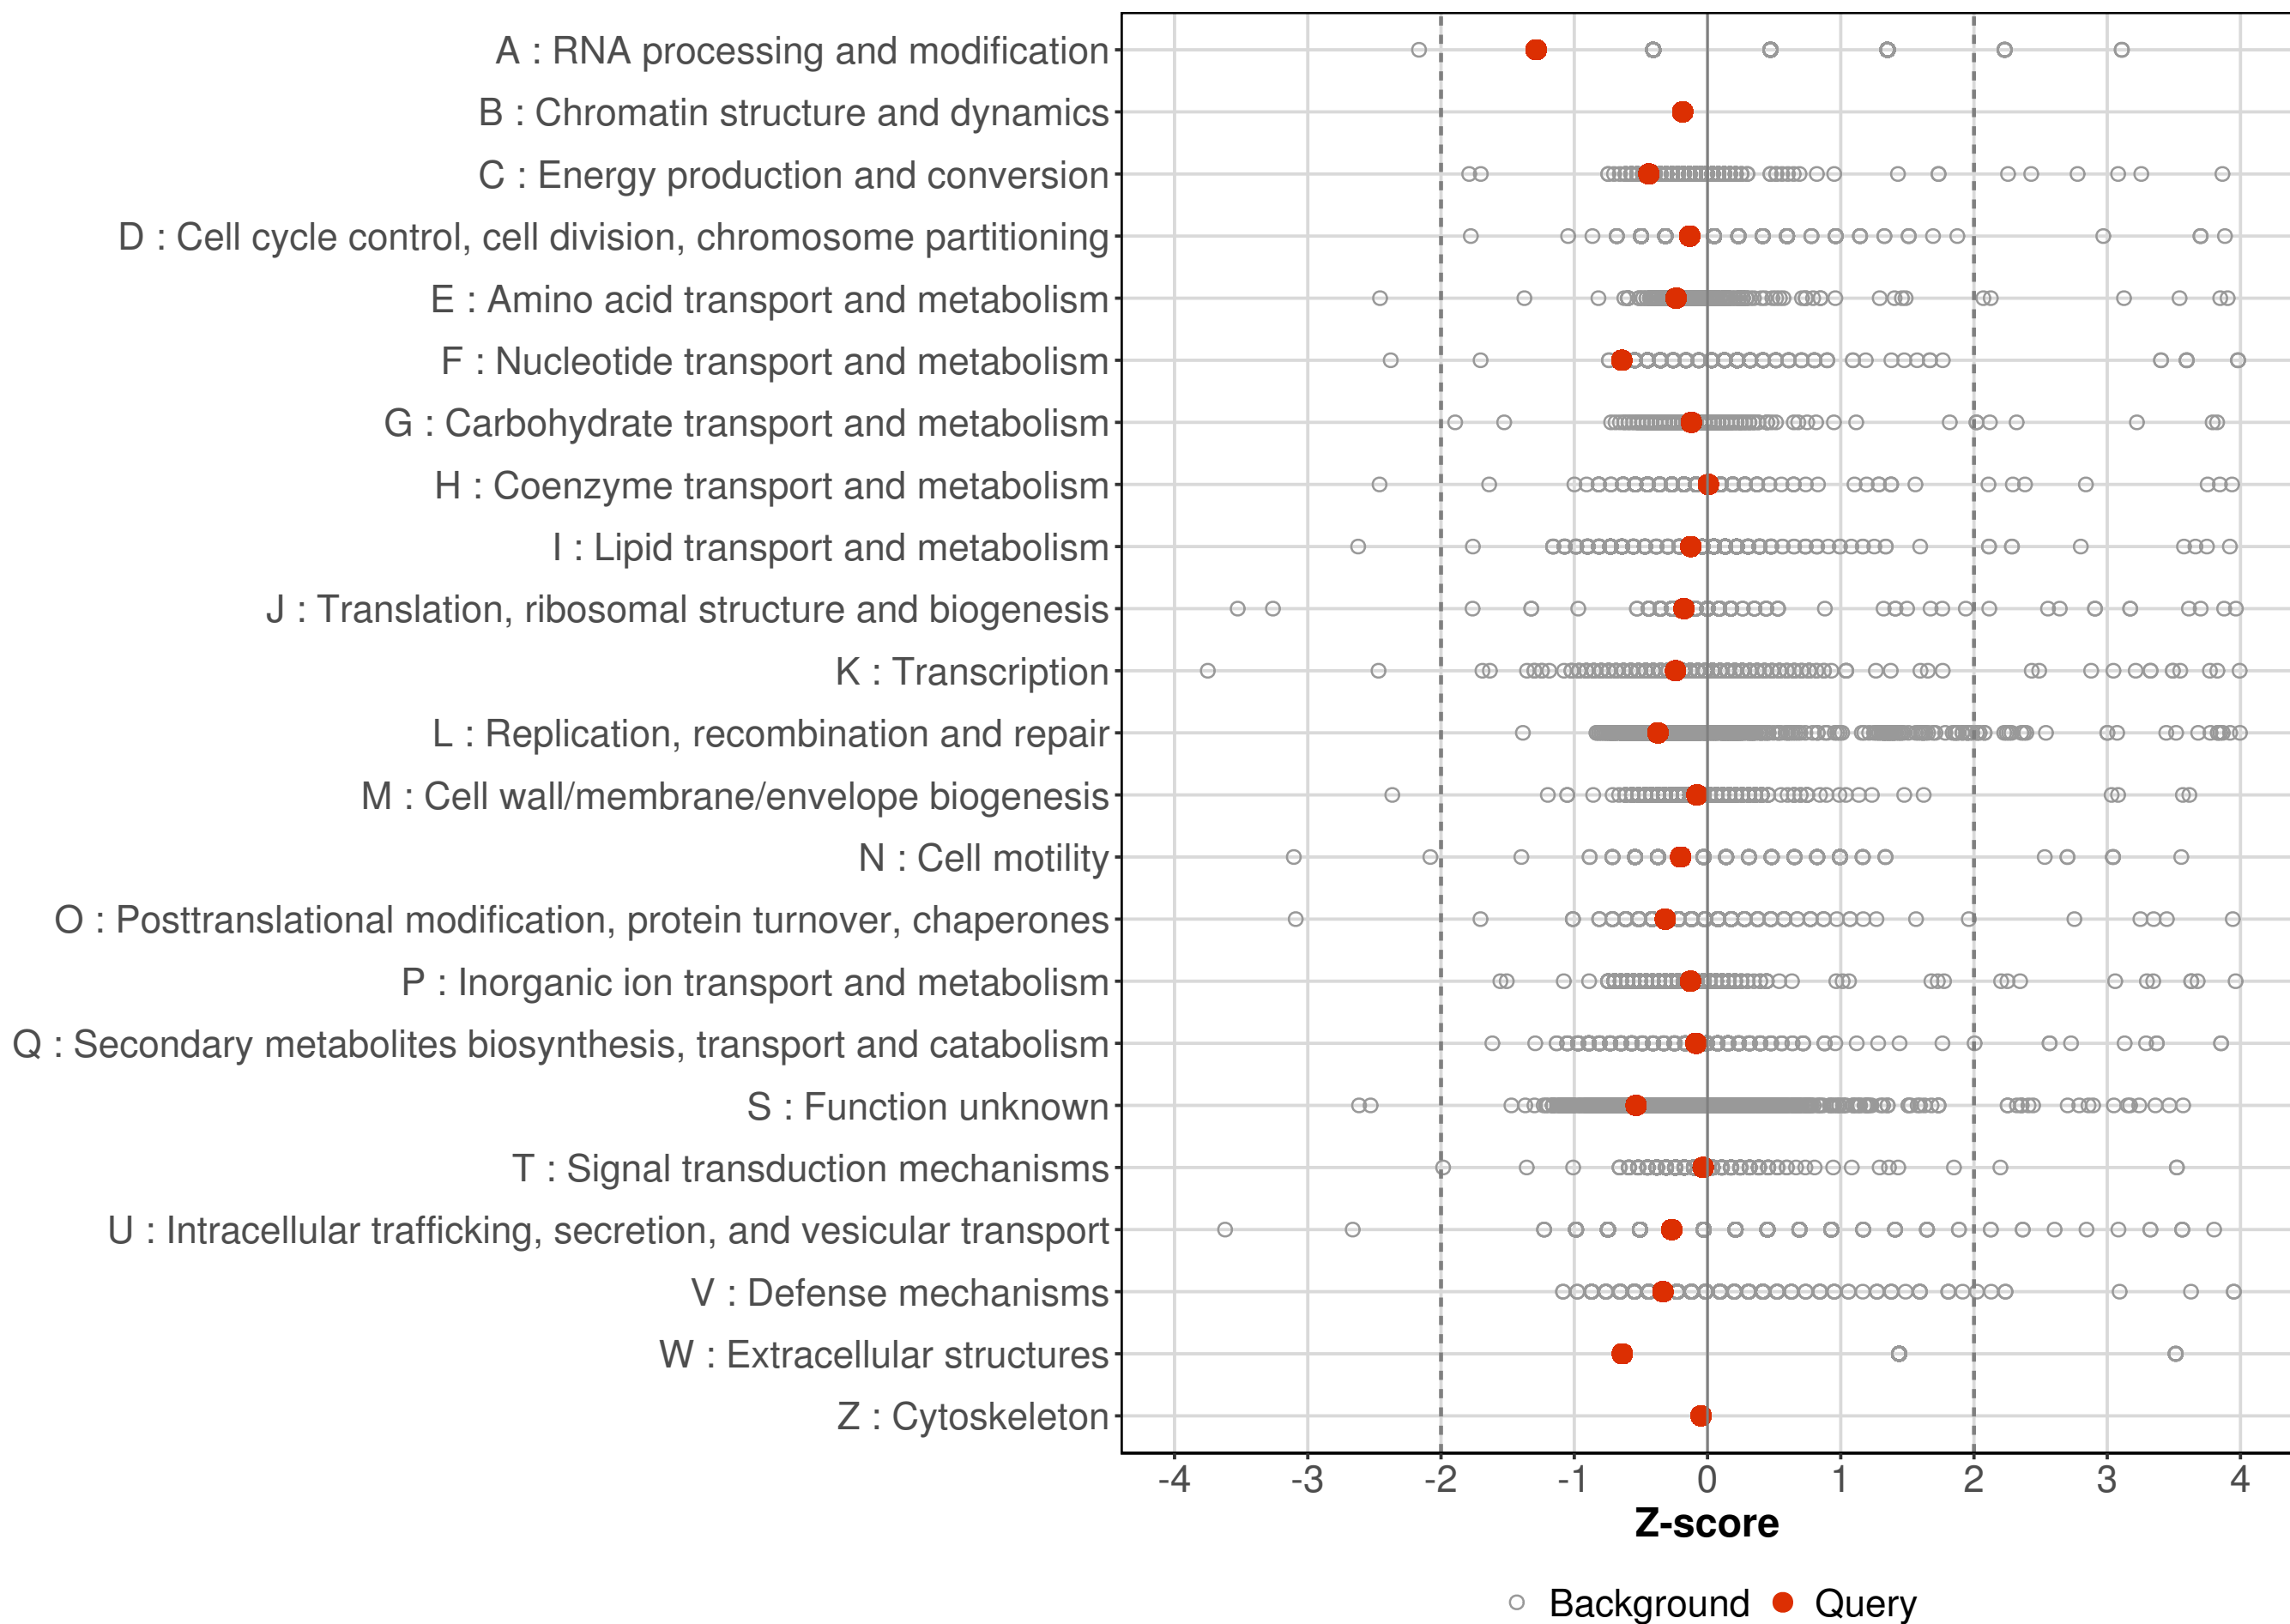 A : RNA processing and modification
B : Chromatin structure and dynamics
C : Energy production and conversion
D : Cell cycle control, cell division, chromosome partitioning
E : Amino acid transport and metabolism
F : Nucleotide transport and metabolism
G : Carbohydrate transport and metabolism
H : Coenzyme transport and metabolism
I : Lipid transport and metabolism
J : Translation, ribosomal structure and biogenesis
K : Transcription
L : Replication, recombination and repair
M : Cell wall/membrane/envelope biogenesis
N : Cell motility
O : Posttranslational modification, protein turnover, chaperones
P : Inorganic ion transport and metabolism
Q : Secondary metabolites biosynthesis, transport and catabolism
S : Function unknown
T : Signal transduction mechanisms
U : Intracellular trafficking, secretion, and vesicular transport
V : Defense mechanisms
W : Extracellular structures
Z : Cytoskeleton
-4 -3 -2 -1 0 1 2 3 4
Z-score
Background Query